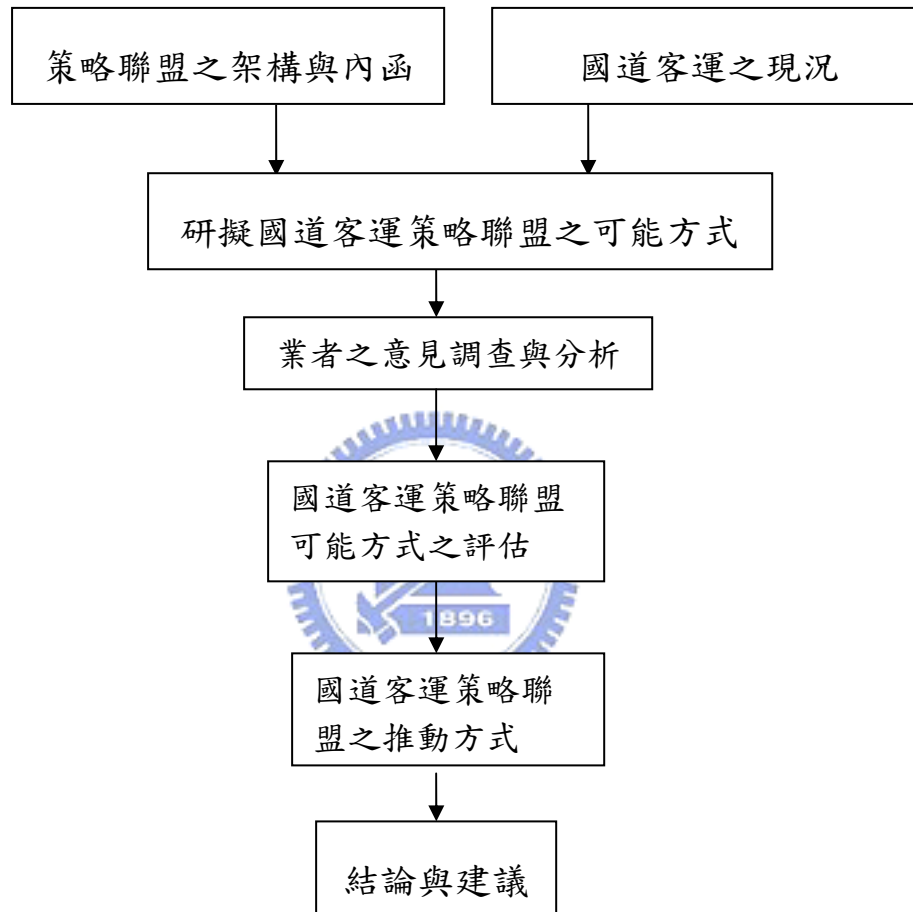 策略聯盟之架構與內函
國道客運之現況
研擬國道客運策略聯盟之可能方式
業者之意見調查與分析
國道客運策略聯盟
可能方式之評估
1896
國道客運策略聯
盟之推動方式
結論與建議